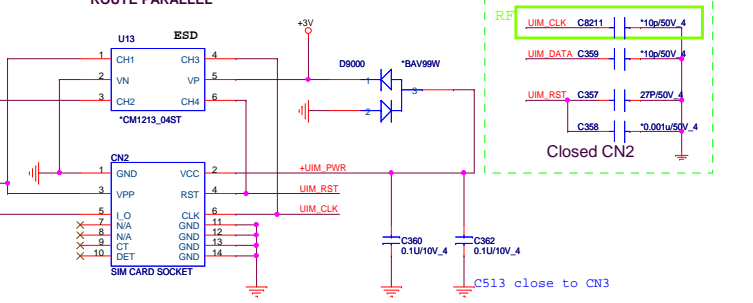 ROUTE PARALLEL
RF
UIM_CLK C8211 *10p/50V_4
UIM_DATA C359 *10p/50V_4
UIM_RST C357 27P/50V_4
C358 *0.001u/50V_4
Closed CN2
+3V
U13 ESD
1 CH1 CH3 4
2 VN VP 5
3 CH2 CH4 6
*CM1213_04ST
D9000 *BAV99W
1
3
2
CN2
1 GND VCC 2 +UIM_PWR
3 VPP RST 4 UIM_RST
5 I_O CLK 6 UIM_CLK
7 N/A GND 11
8 N/A GND 12
9 CT GND 13
10 DET GND 14
SIM CARD SOCKET
C360
0.1U/10V_4
C362
0.1U/10V_4
C513 close to CN3